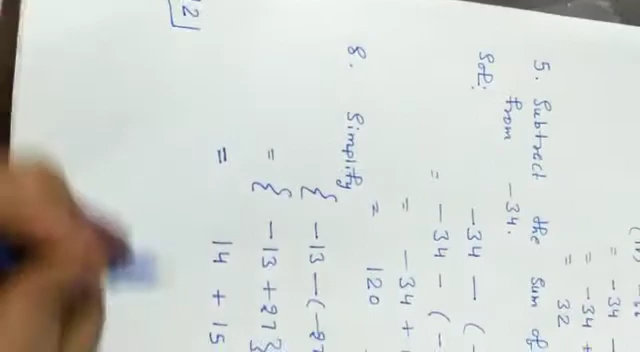 (11)
= -34 -
= -34 +
= 32
5. Subtract the sum of
from -34.
Sol:
-34 - (-
= -34 - (-
= -34 +
= 120
8. Simplify
{ -13 - (-27
= { -13 + 27}
= 14 + 15
12